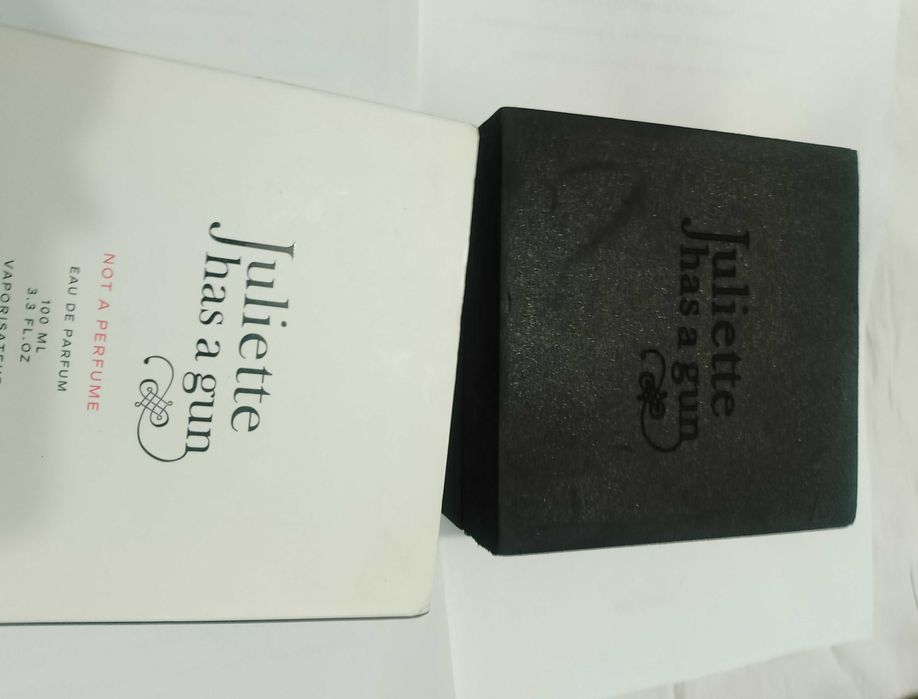 Juliette
has a gun
NOT A PERFUME
EAU DE PARFUM
100 ML
3.3 FL.OZ
Juliette
has a gun